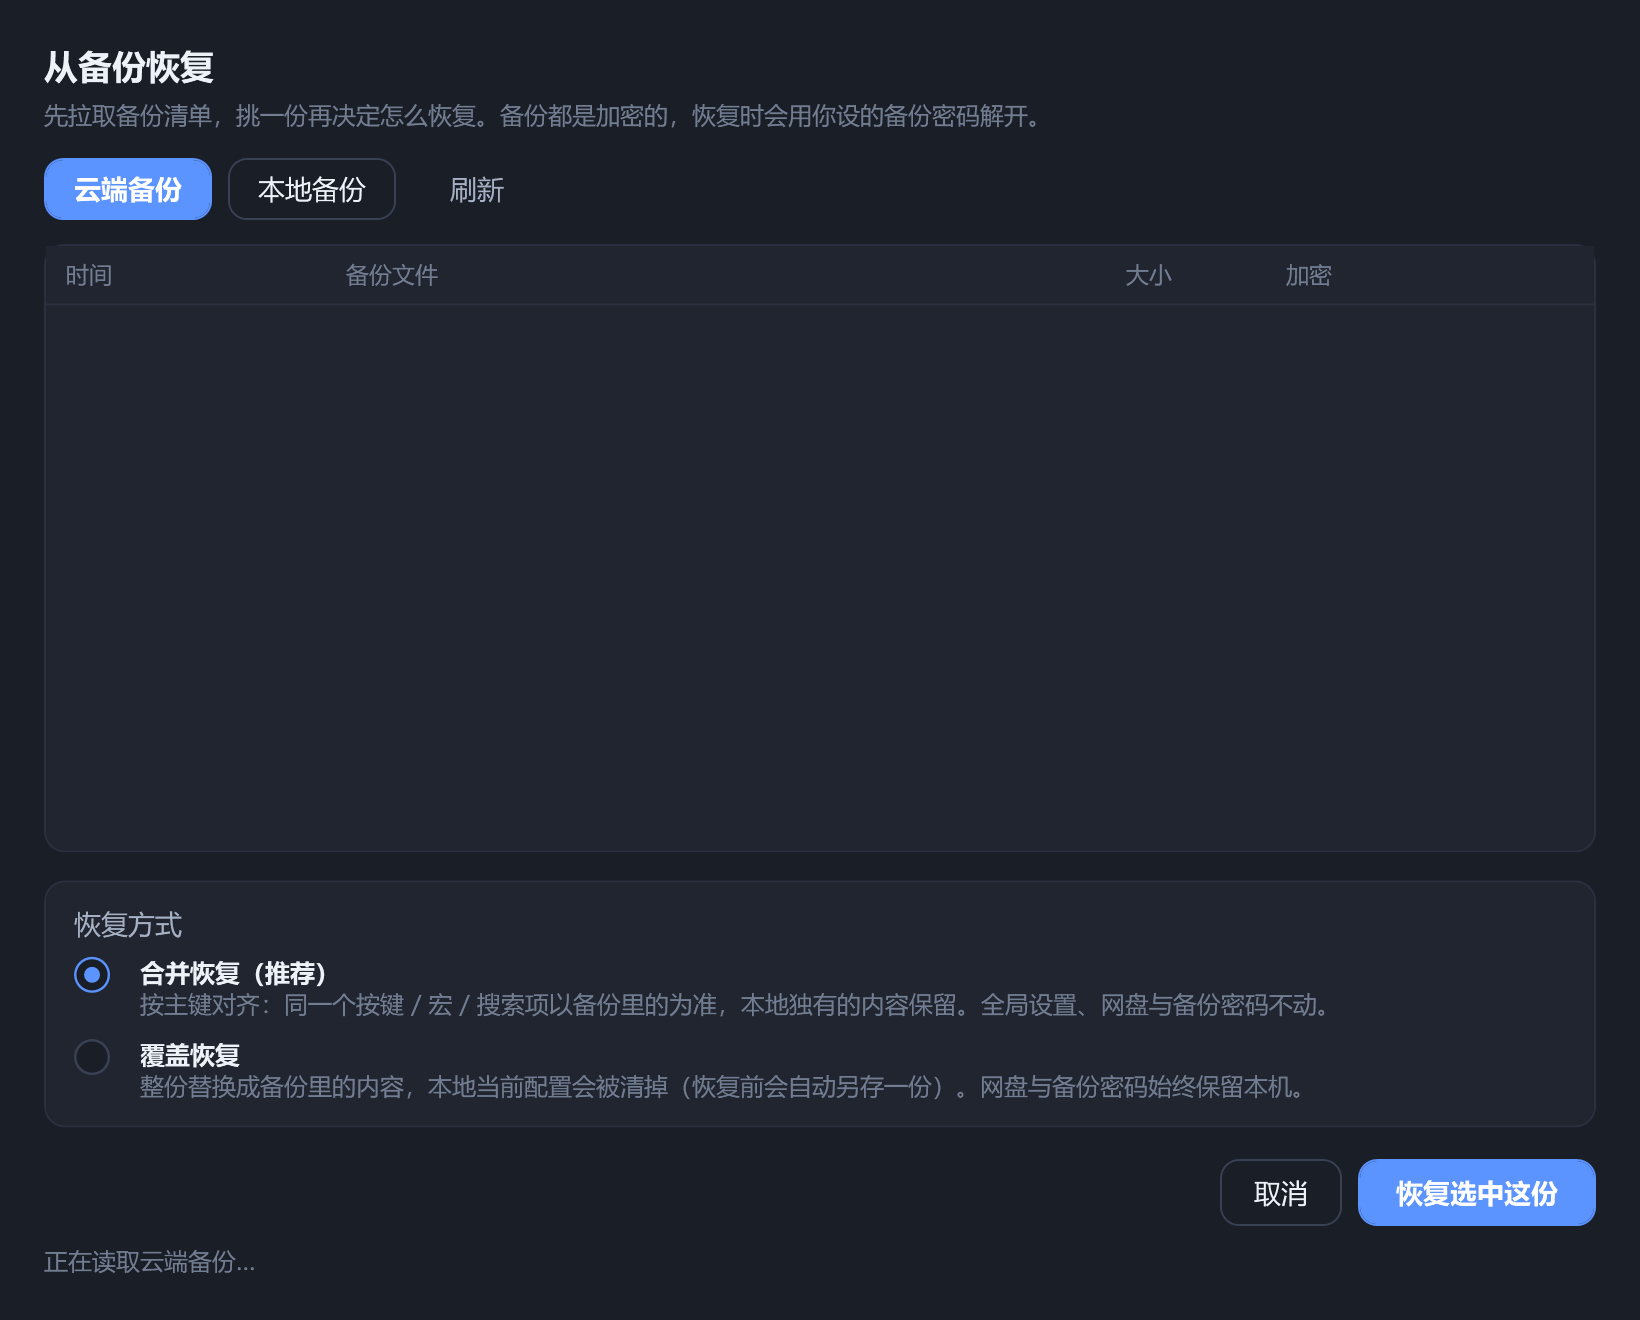 从备份恢复
先拉取备份清单，挑一份再决定怎么恢复。备份都是加密的，恢复时会用你设的备份密码解开。
云端备份 本地备份 刷新
时间 备份文件 大小 加密
恢复方式
合并恢复（推荐）
按主键对齐：同一个按键 / 宏 / 搜索项以备份里的为准，本地独有的内容保留。全局设置、网盘与备份密码不动。
覆盖恢复
整份替换成备份里的内容，本地当前配置会被清掉（恢复前会自动另存一份）。网盘与备份密码始终保留本机。
取消 恢复选中这份
正在读取云端备份...